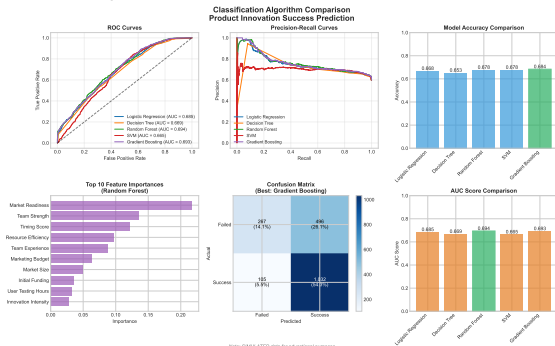 Classification Algorithm Comparison
Product Innovation Success Prediction
ROC Curves
True Positive Rate
1.0
0.8
0.6
0.4
0.2
0.0
0.0 0.2 0.4 0.6 0.8 1.0
False Positive Rate
Logistic Regression (AUC = 0.685)
Decision Tree (AUC = 0.669)
Random Forest (AUC = 0.694)
SVM (AUC = 0.665)
Gradient Boosting (AUC = 0.693)
Precision-Recall Curves
Precision
1.0
0.8
0.6
0.4
0.2
0.0
0.0 0.2 0.4 0.6 0.8 1.0
Recall
Logistic Regression
Decision Tree
Random Forest
SVM
Gradient Boosting
Model Accuracy Comparison
Accuracy
1.0
0.8
0.6
0.4
0.2
0.0
0.668 0.653 0.678 0.678 0.684
Logistic Regression
Decision Tree
Random Forest
SVM
Gradient Boosting
Top 10 Feature Importances
(Random Forest)
Market Readiness
Team Strength
Timing Score
Resource Efficiency
Team Experience
Marketing Budget
Market Size
Initial Funding
User Testing Hours
Innovation Intensity
0.00 0.05 0.10 0.15 0.20
Importance
Confusion Matrix
(Best: Gradient Boosting)
Actual
Failed
Success
267
(14.1%)
496
(26.1%)
105
(5.5%)
1,032
Failed Success
Predicted
1000
800
600
400
200
AUC Score Comparison
AUC Score
1.0
0.8
0.6
0.4
0.2
0.0
0.685 0.669 0.694 0.665 0.693
Logistic Regression
Decision Tree
Random Forest
SVM
Gradient Boosting